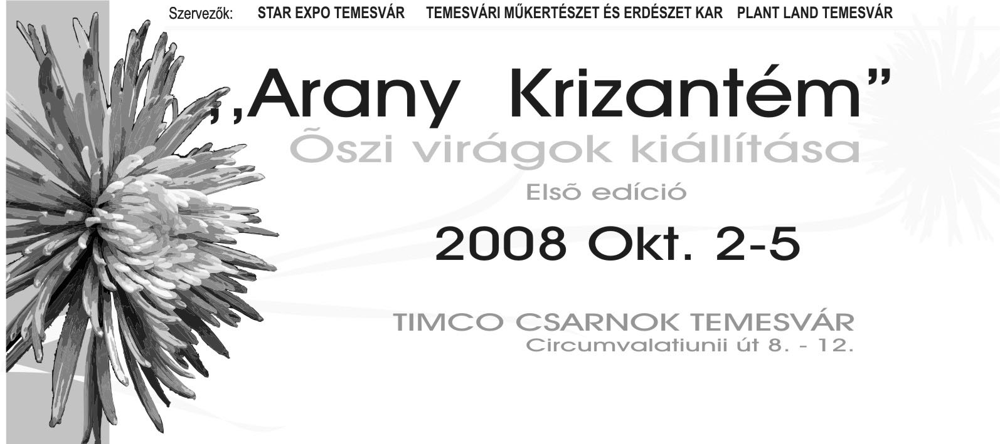 Szervezők: STAR EXPO TEMESVÁR TEMESVÁRI MŰKERTÉSZET ÉS ERDÉSZET KAR PLANT LAND TEMESVÁR
,,Arany Krizantém”
Õszi virágok kiállítása
Elsõ edíció
2008 Okt. 2-5
TIMCO CSARNOK TEMESVÁR
Circumvalatiunii út 8. - 12.